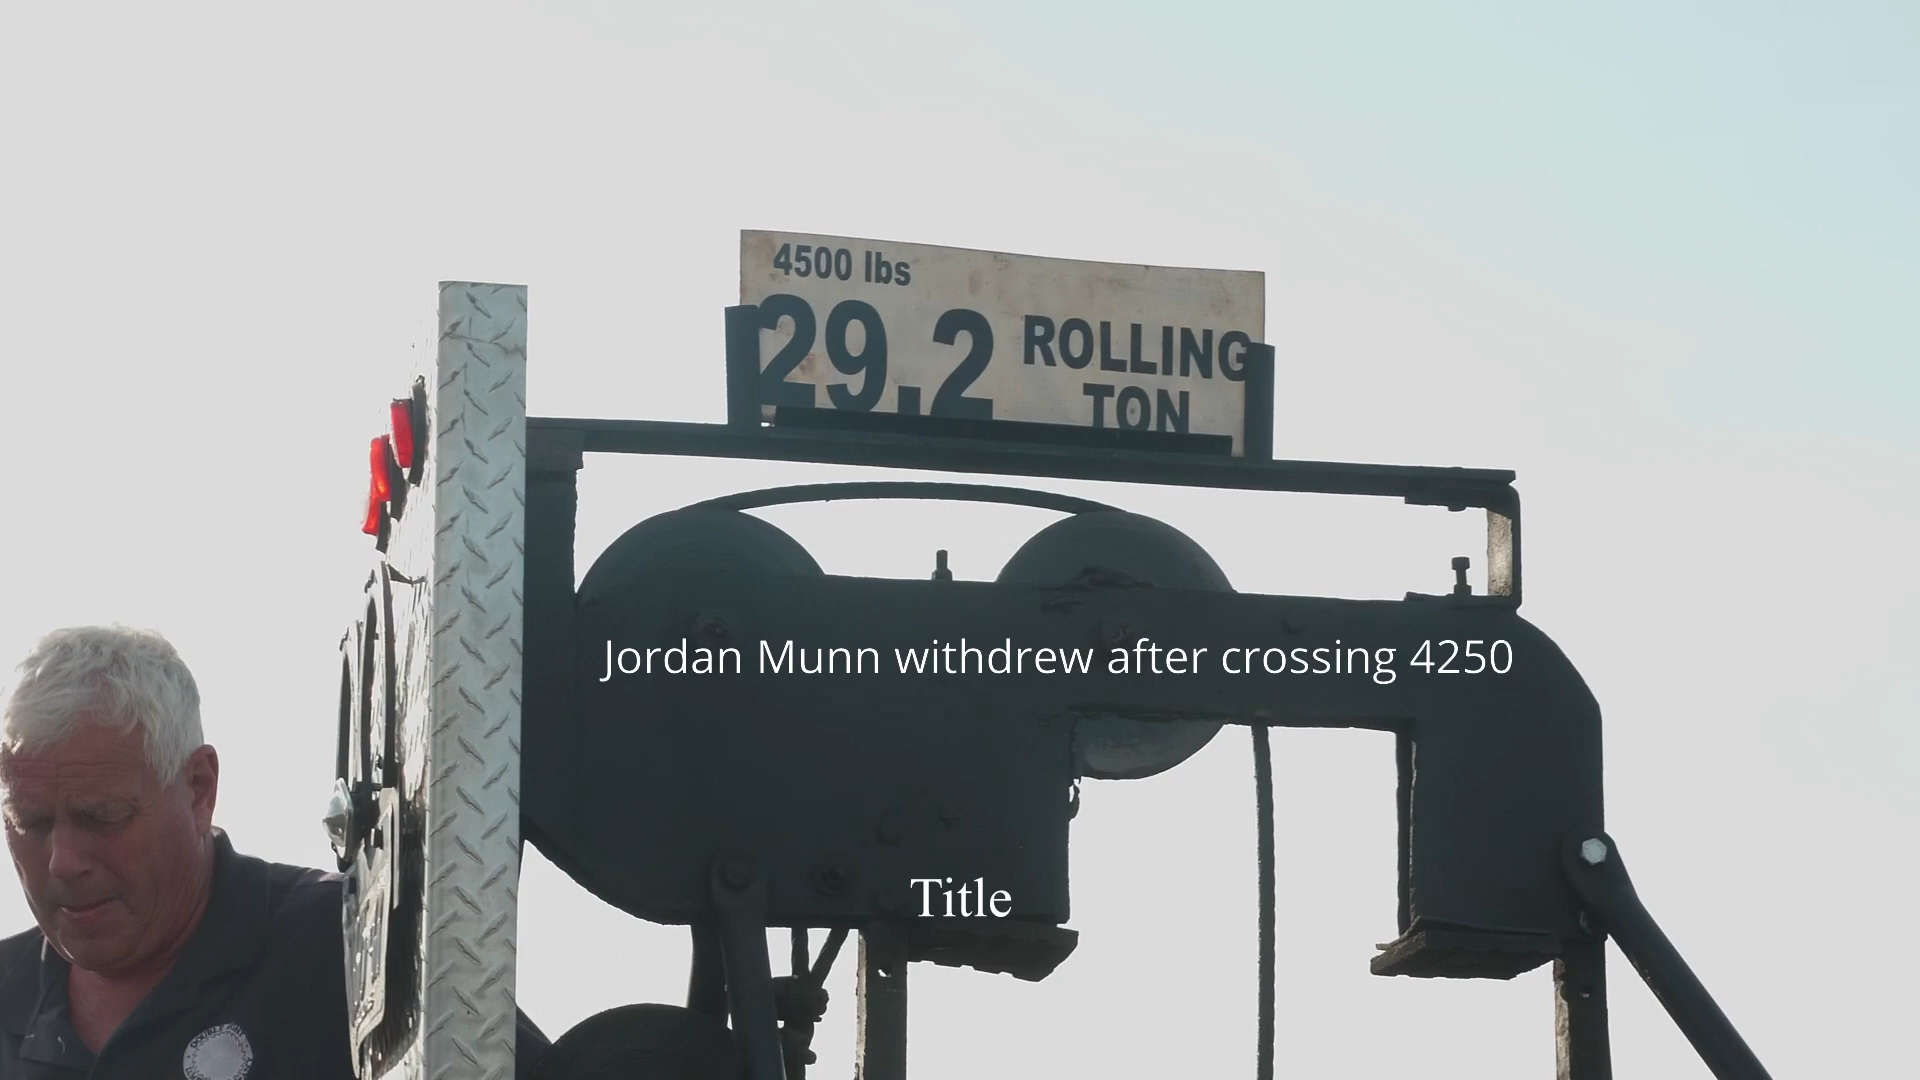 4500 lbs
29.2
ROLLING
TON
Jordan Munn withdrew after crossing 4250
Title